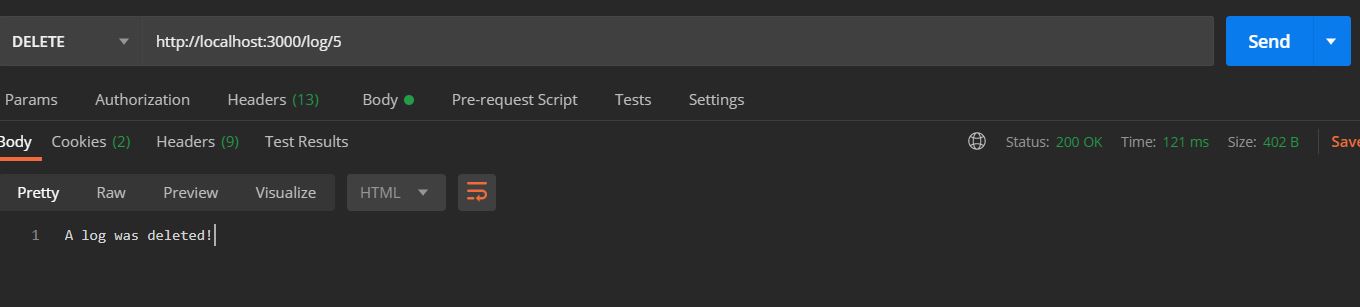 DELETE http://localhost:3000/log/5 Send
Params Authorization Headers (13) Body Pre-request Script Tests Settings
Body Cookies (2) Headers (9) Test Results Status: 200 OK Time: 121 ms Size: 402 B Save
Pretty Raw Preview Visualize HTML
1 A log was deleted!